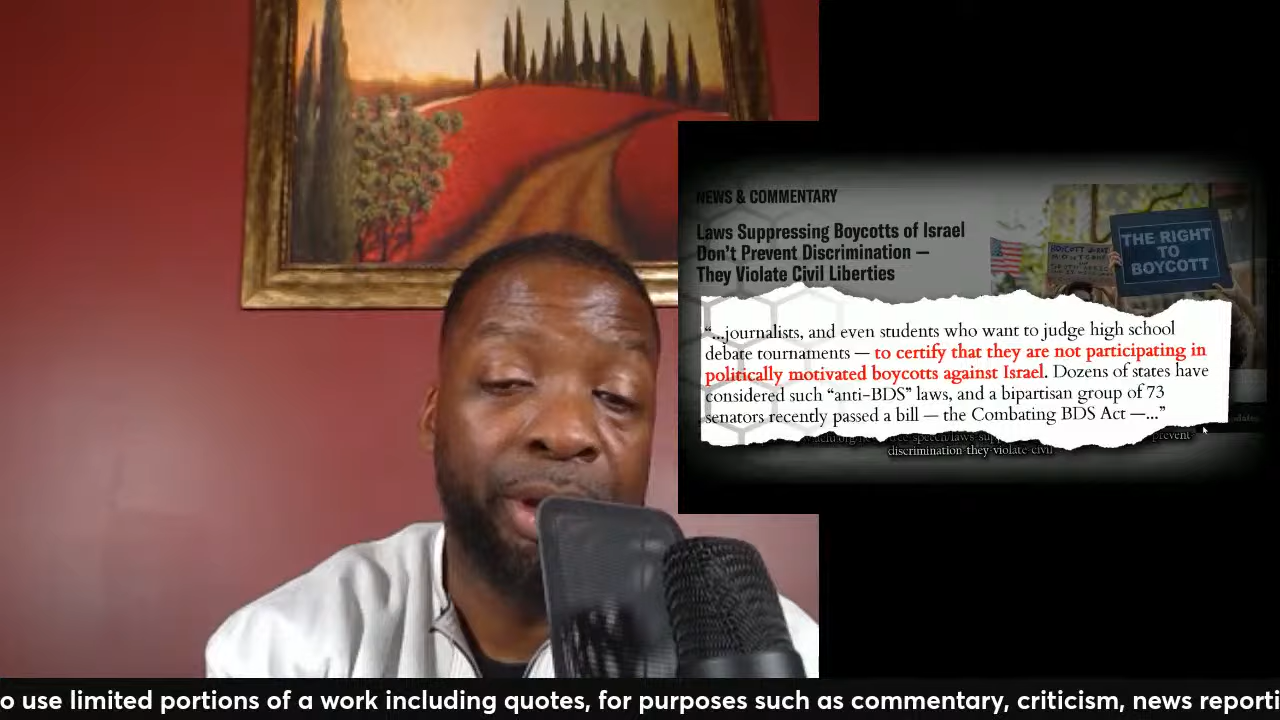 NEWS & COMMENTARY
Laws Suppressing Boycotts of Israel
Don't Prevent Discrimination —
They Violate Civil Liberties
THE RIGHT
TO
BOYCOTT
"...journalists, and even students who want to judge high school
debate tournaments — to certify that they are not participating in
politically motivated boycotts against Israel. Dozens of states have
considered such "anti-BDS" laws, and a bipartisan group of 73
senators recently passed a bill — the Combating BDS Act —..."
prevent
discrimination-they-violate-civil
o use limited portions of a work including quotes, for purposes such as commentary, criticism, news reporti